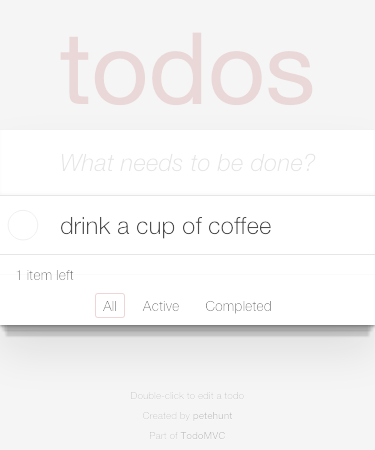 todos
What needs to be done?
drink a cup of coffee
1 item left
All Active Completed
Double-click to edit a todo
Created by petehunt
Part of TodoMVC